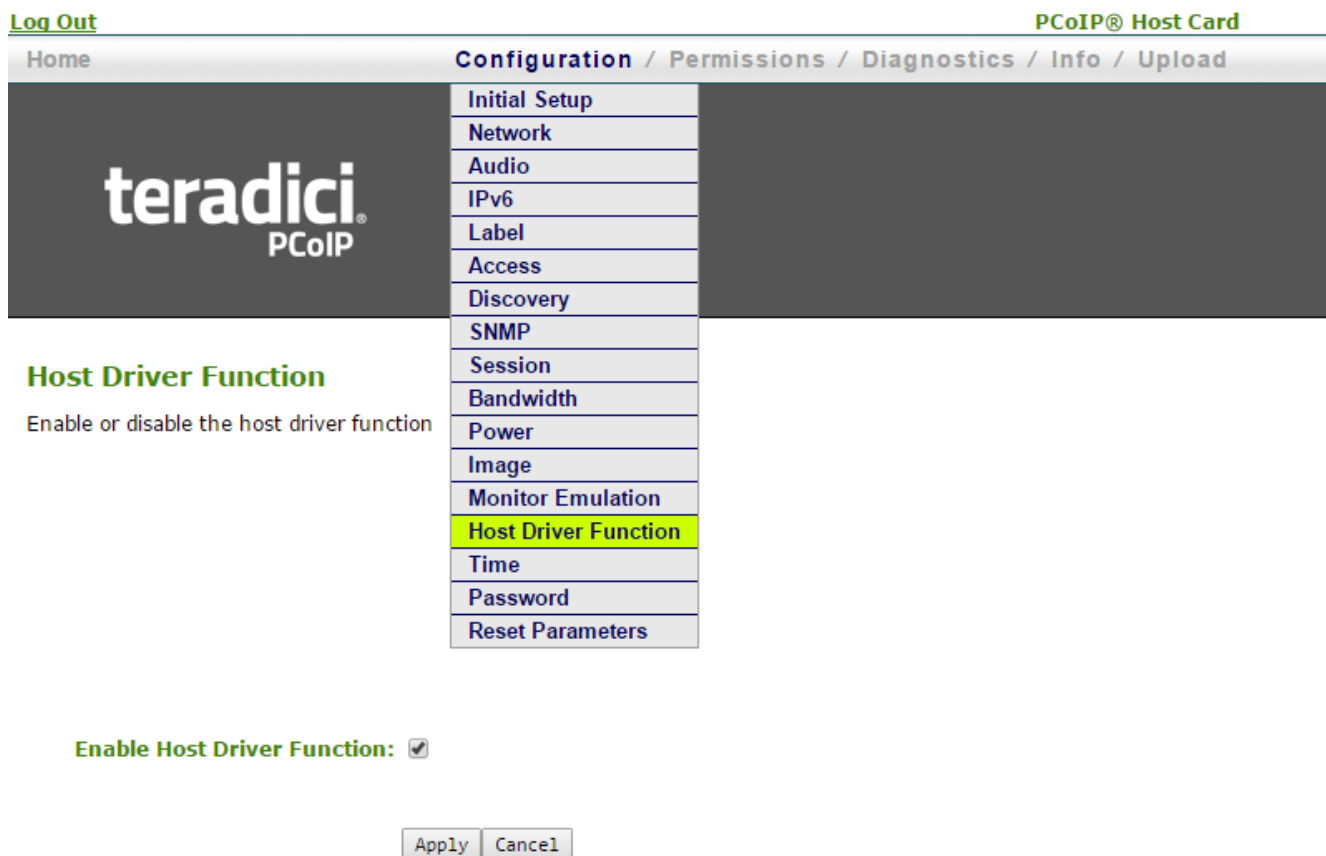 Log Out
PCoIP® Host Card
Home
Configuration / Permissions / Diagnostics / Info / Upload
Initial Setup
Network
Audio
IPv6
Label
Access
Discovery
SNMP
Session
Bandwidth
Power
Image
Monitor Emulation
Host Driver Function
Time
Password
Reset Parameters
teradici®
PCoIP
Host Driver Function
Enable or disable the host driver function
Enable Host Driver Function:
Apply Cancel